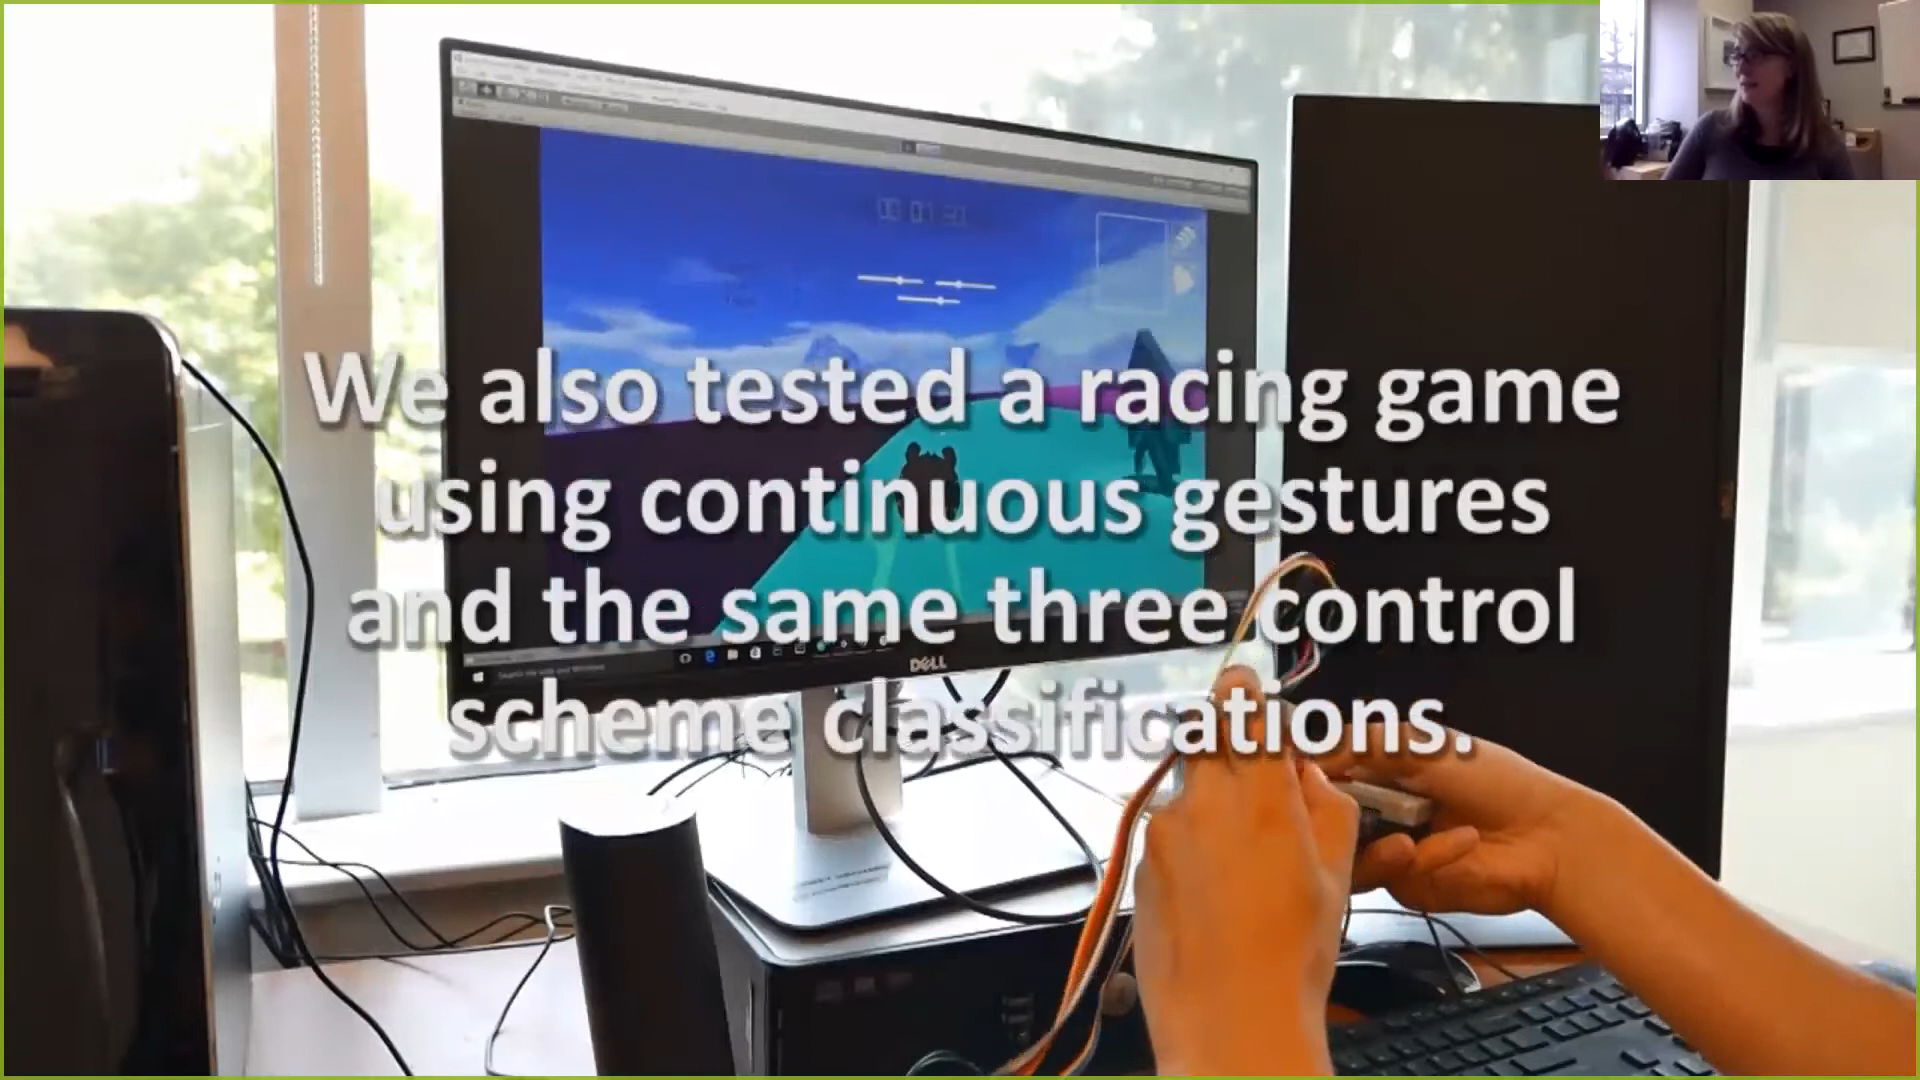 We also tested a racing game
using continuous gestures
and the same three control
scheme classifications.
DELL